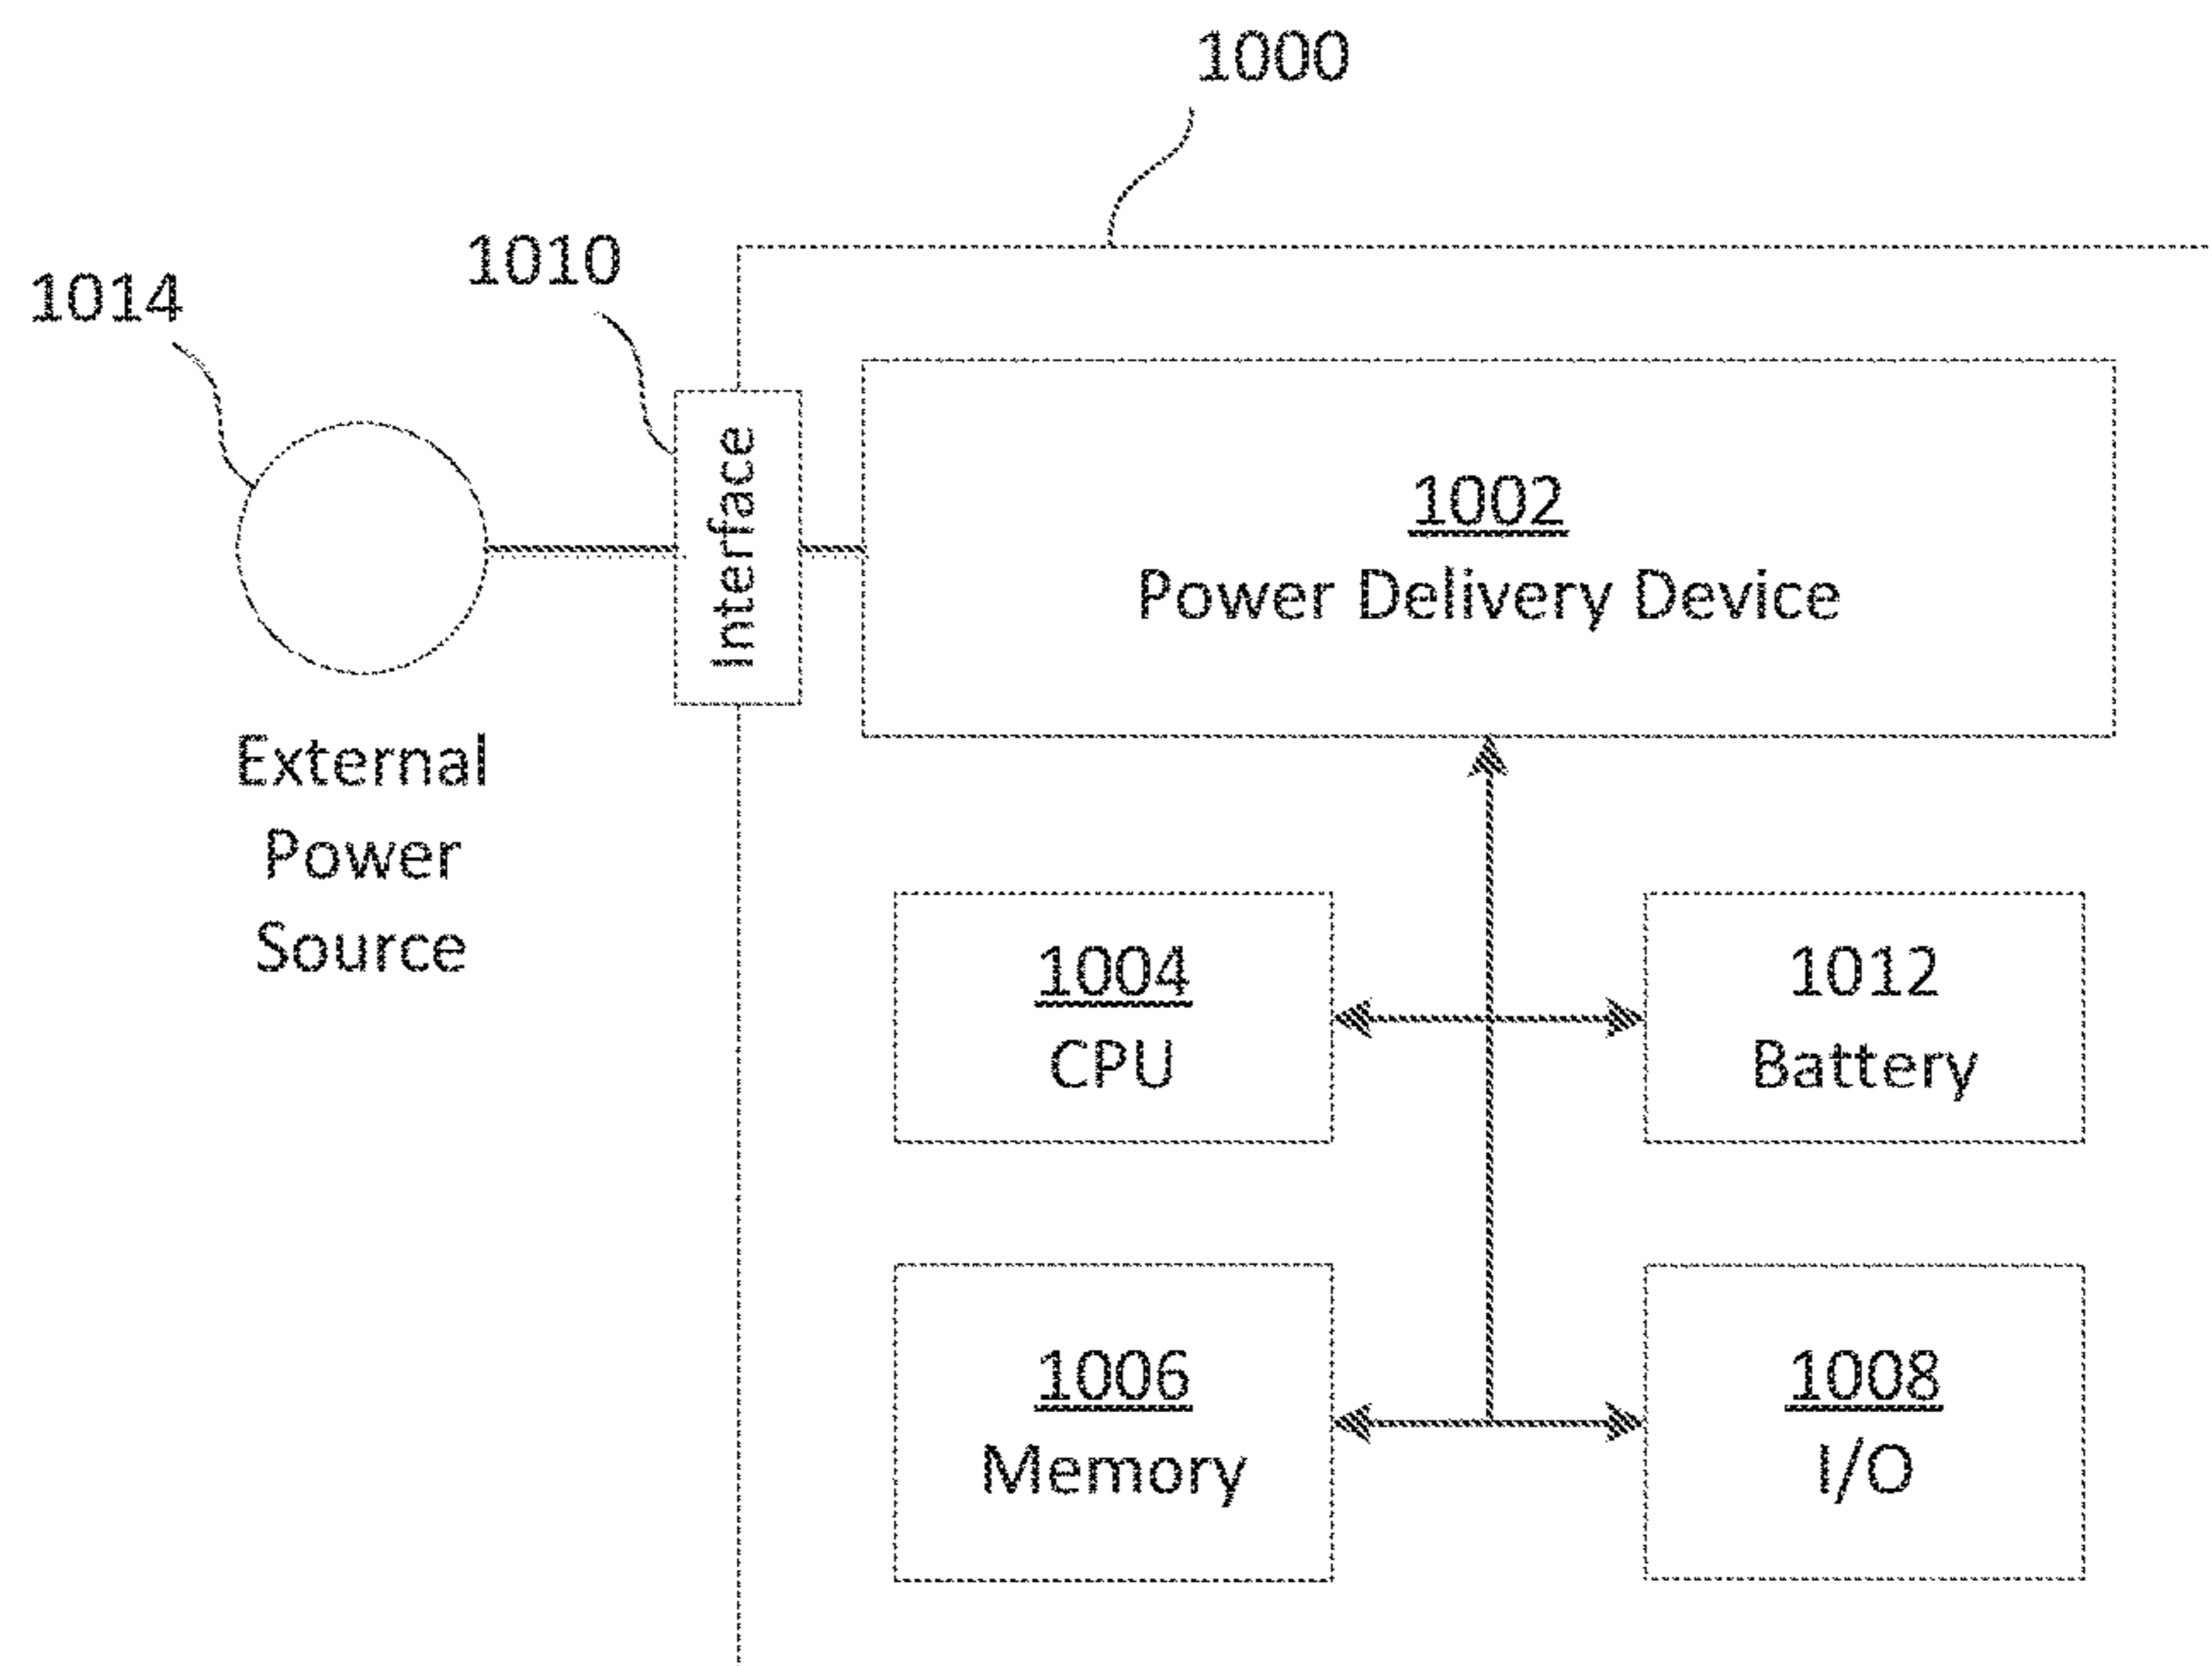 1000
1010
1014
Interface
1002
Power Delivery Device
External
Power
Source
1004
CPU
1012
Battery
1006
Memory
1008
I/O